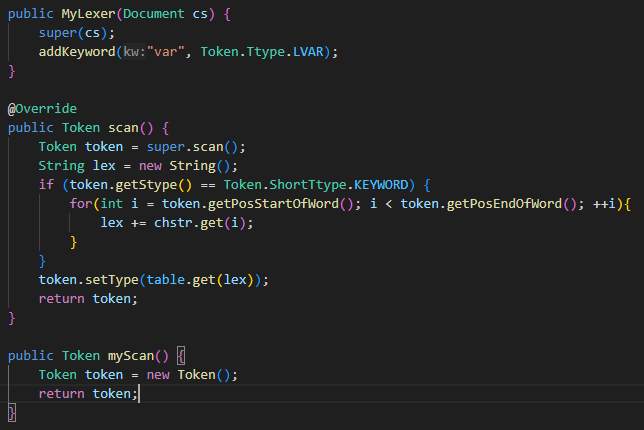 public MyLexer(Document cs) {
    super(cs);
    addKeyword(kw:"var", Token.Ttype.LVAR);
}

@Override
public Token scan() {
    Token token = super.scan();
    String lex = new String();
    if (token.getStype() == Token.ShortTtype.KEYWORD) {
        for(int i = token.getPosStartOfWord(); i < token.getPosEndOfWord(); ++i){
            lex += chstr.get(i);
        }
    }
    token.setType(table.get(lex));
    return token;
}

public Token myScan() {
    Token token = new Token();
    return token;
}